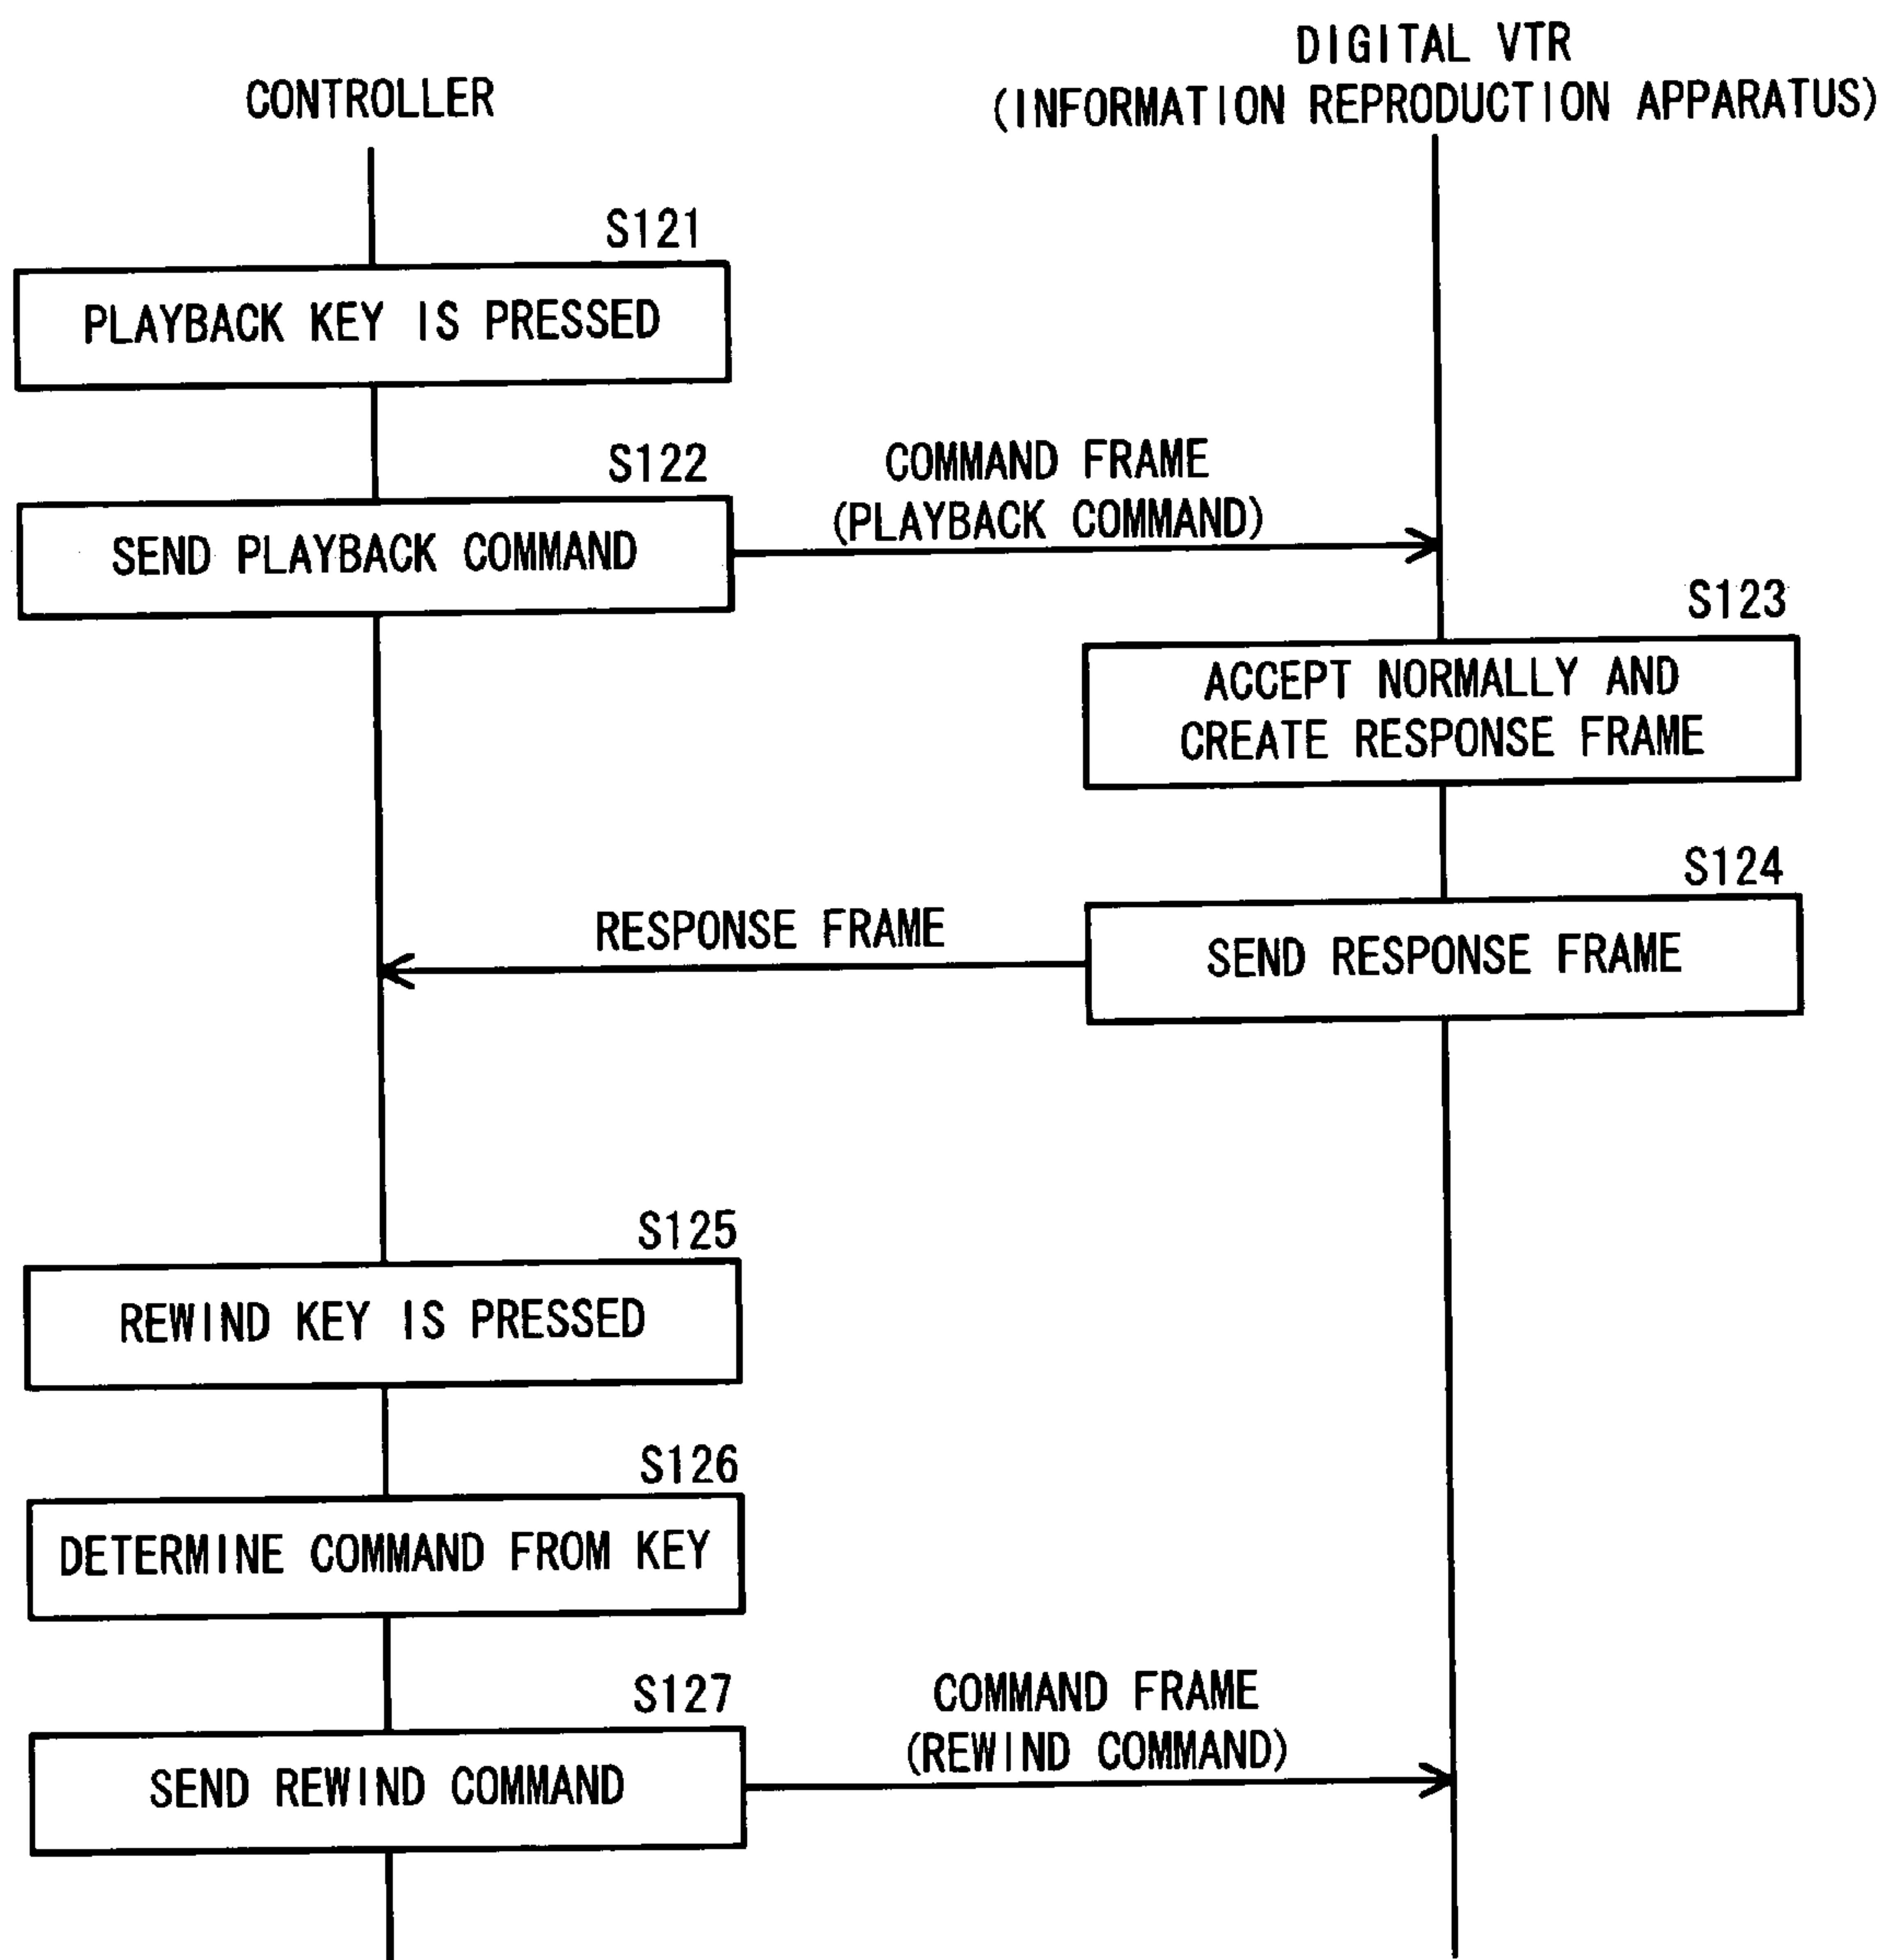 CONTROLLER
DIGITAL VTR
(INFORMATION REPRODUCTION APPARATUS)
S121
PLAYBACK KEY IS PRESSED
S122
SEND PLAYBACK COMMAND
COMMAND FRAME
(PLAYBACK COMMAND)
S123
ACCEPT NORMALLY AND
CREATE RESPONSE FRAME
S124
SEND RESPONSE FRAME
RESPONSE FRAME
S125
REWIND KEY IS PRESSED
S126
DETERMINE COMMAND FROM KEY
S127
SEND REWIND COMMAND
COMMAND FRAME
(REWIND COMMAND)